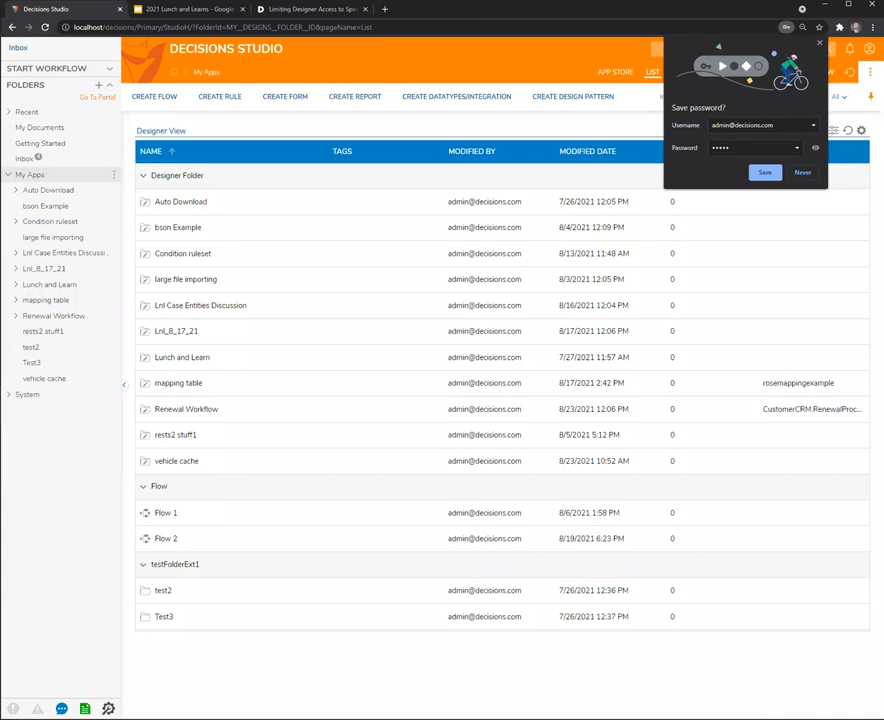 Decisions Studio
2021 Lunch and Learns - Google
Limiting Designer Access to Spe
localhost/decisions/Primary/StudioH/?FolderId=MY__DESIGNS__FOLDER__ID&pageName=List
Inbox
DECISIONS STUDIO
START WORKFLOW
My Apps
APP STORE
LIST
FOLDERS
Go To Portal
CREATE FLOW
CREATE RULE
CREATE FORM
CREATE REPORT
CREATE DATATYPES/INTEGRATION
CREATE DESIGN PATTERN
All
Save password?
Username
admin@decisions.com
Password
Save
Never
Recent
My Documents
Getting Started
Inbox 4
My Apps
Auto Download
bson Example
Condition ruleset
large file importing
LnI Case Entities Discussi...
LnI_8_17_21
Lunch and Learn
mapping table
Renewal Workflow
rests2 stuff1
test2
Test3
vehicle cache
System
Designer View
NAME TAGS MODIFIED BY MODIFIED DATE
Designer Folder
Auto Download admin@decisions.com 7/26/2021 12:05 PM 0
bson Example admin@decisions.com 8/4/2021 12:09 PM 0
Condition ruleset admin@decisions.com 8/13/2021 11:48 AM 0
large file importing admin@decisions.com 8/3/2021 12:05 PM 0
LnI Case Entities Discussion admin@decisions.com 8/16/2021 12:04 PM 0
LnI_8_17_21 admin@decisions.com 8/17/2021 12:06 PM 0
Lunch and Learn admin@decisions.com 7/27/2021 11:57 AM 0
mapping table admin@decisions.com 8/17/2021 2:42 PM 0 rosemappingexample
Renewal Workflow admin@decisions.com 8/23/2021 12:06 PM 0 CustomerCRM.RenewalProc...
rests2 stuff1 admin@decisions.com 8/5/2021 5:12 PM 0
vehicle cache admin@decisions.com 8/23/2021 10:52 AM 0
Flow
Flow 1 admin@decisions.com 8/6/2021 1:58 PM 0
Flow 2 admin@decisions.com 8/19/2021 6:23 PM 0
testFolderExt1
test2 admin@decisions.com 7/26/2021 12:36 PM 0
Test3 admin@decisions.com 7/26/2021 12:37 PM 0